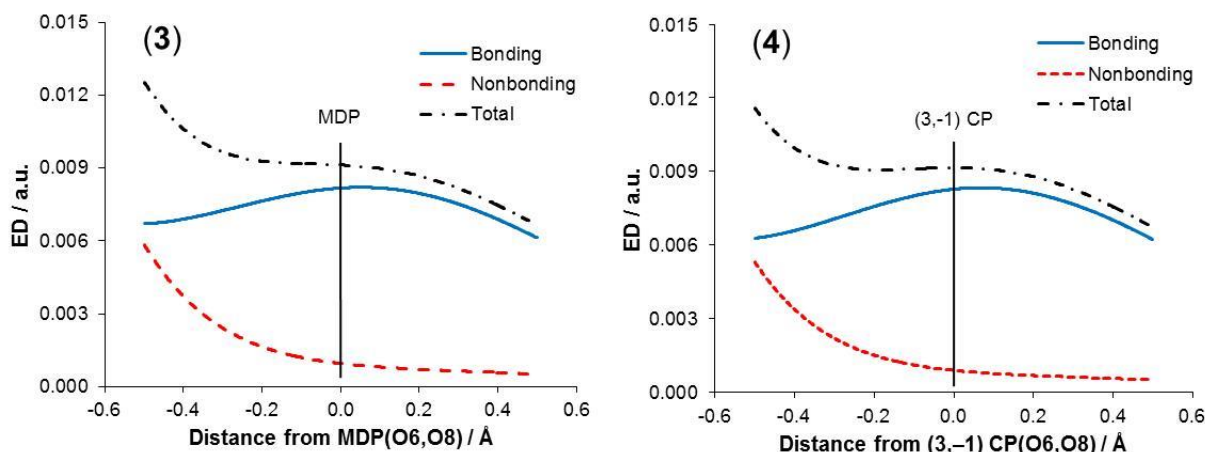 (3)
Bonding
Nonbonding
Total
MDP
ED / a.u.
0.015
0.012
0.009
0.006
0.003
0.000
-0.6 -0.4 -0.2 0.0 0.2 0.4 0.6
Distance from MDP(O6,O8) / Å
(4)
Bonding
Nonbonding
Total
(3,-1) CP
ED / a.u.
0.015
0.012
0.009
0.006
0.003
0.000
-0.6 -0.4 -0.2 0.0 0.2 0.4 0.6
Distance from (3,–1) CP(O6,O8) / Å